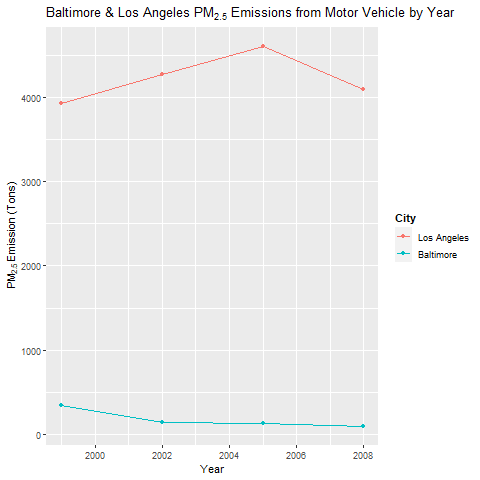 Baltimore & Los Angeles PM2.5 Emissions from Motor Vehicle by Year
4000
3000
2000
1000
0
PM2.5 Emission (Tons)
2000 2002 2004 2006 2008
Year
City
Los Angeles
Baltimore